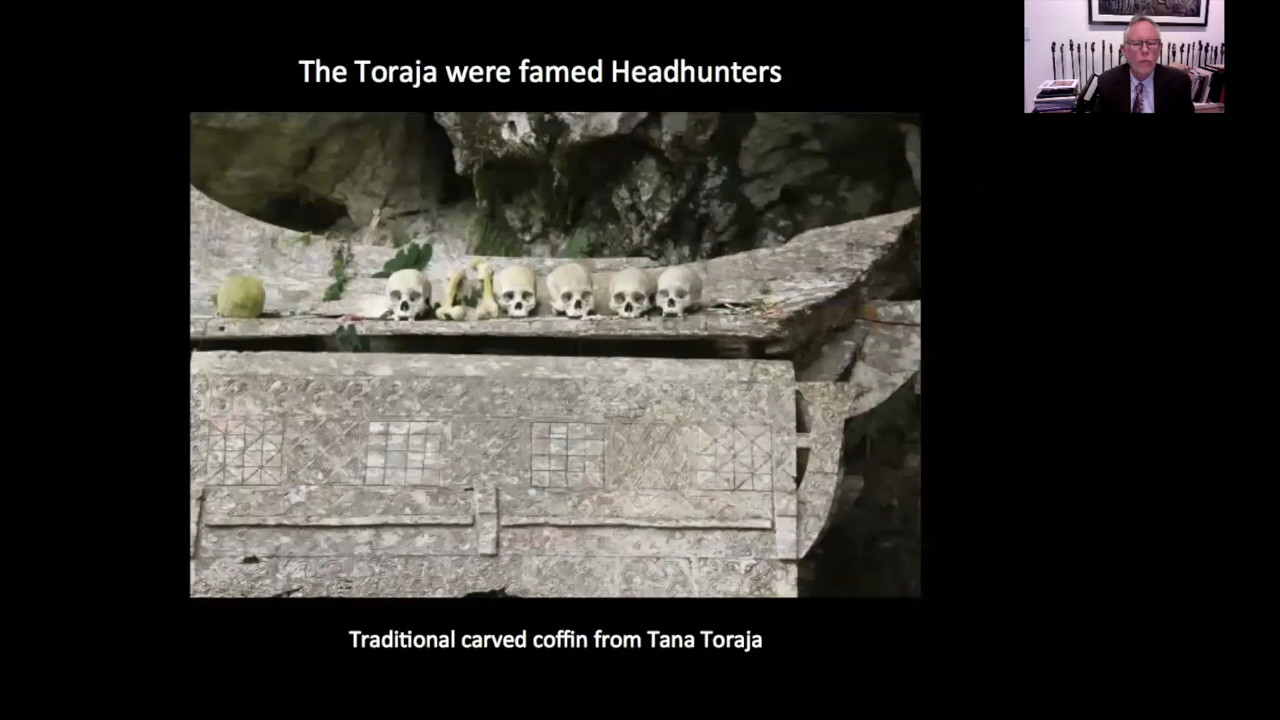 The Toraja were famed Headhunters
Traditional carved coffin from Tana Toraja